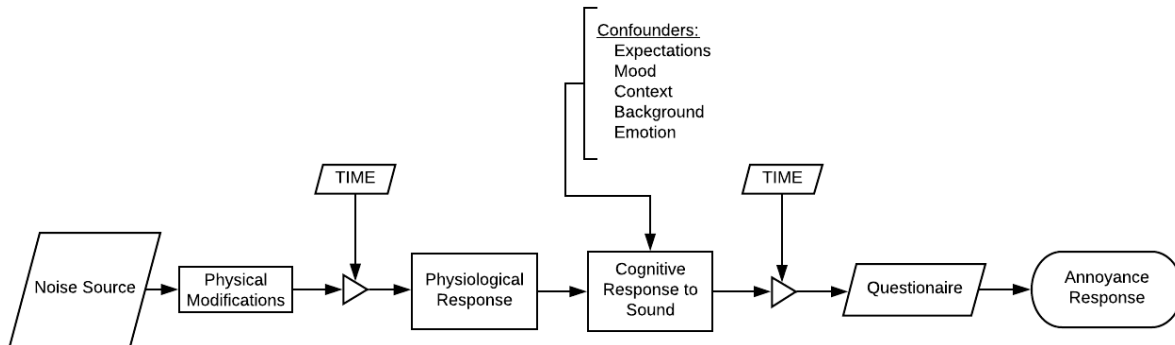 Confounders:
Expectations
Mood
Context
Background
Emotion
TIME
TIME
Noise Source
Physical
Modifications
Physiological
Response
Cognitive
Response to
Sound
Questionaire
Annoyance
Response